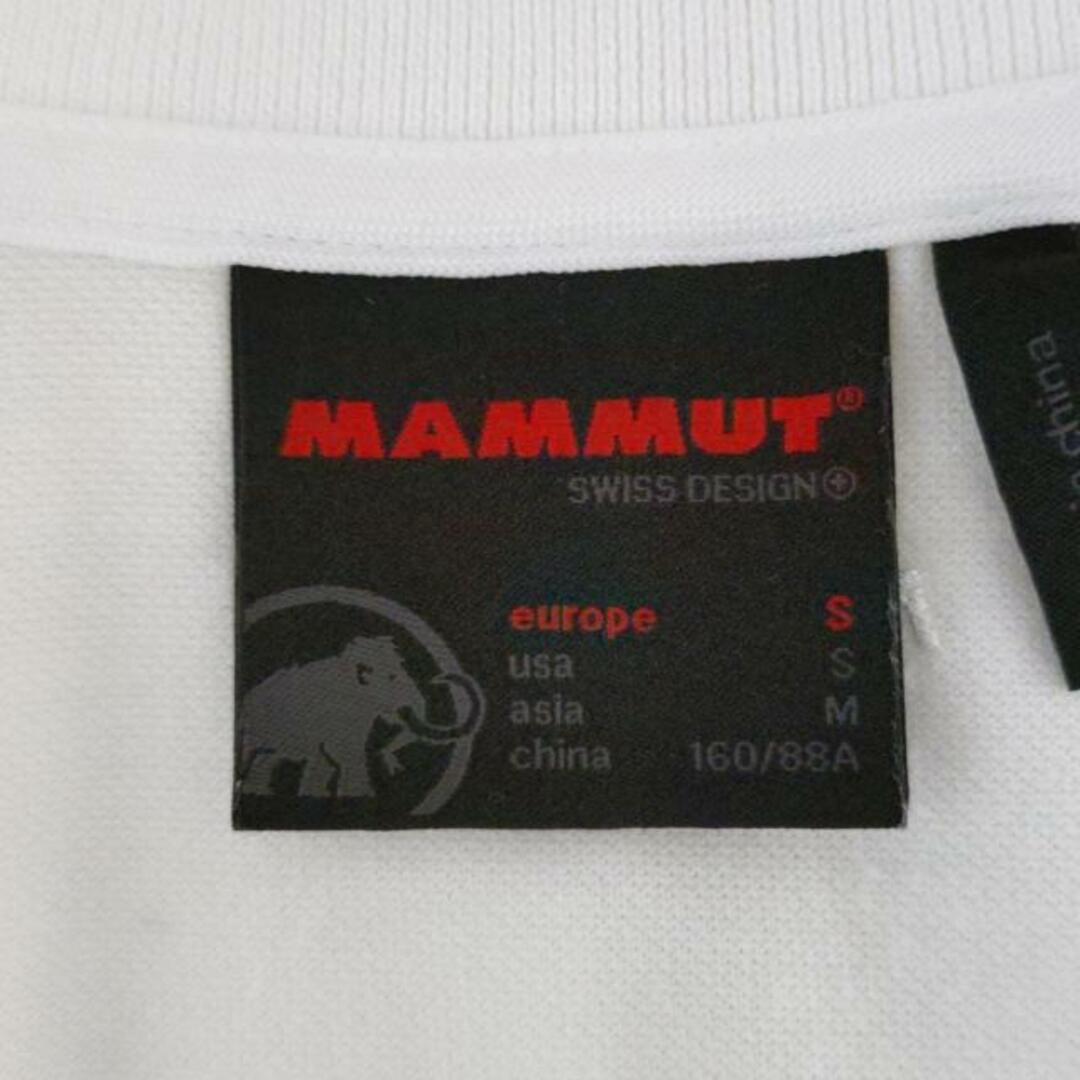 MAMMUT®
SWISS DESIGN
europe S
usa S
asia M
china 160/88A
china